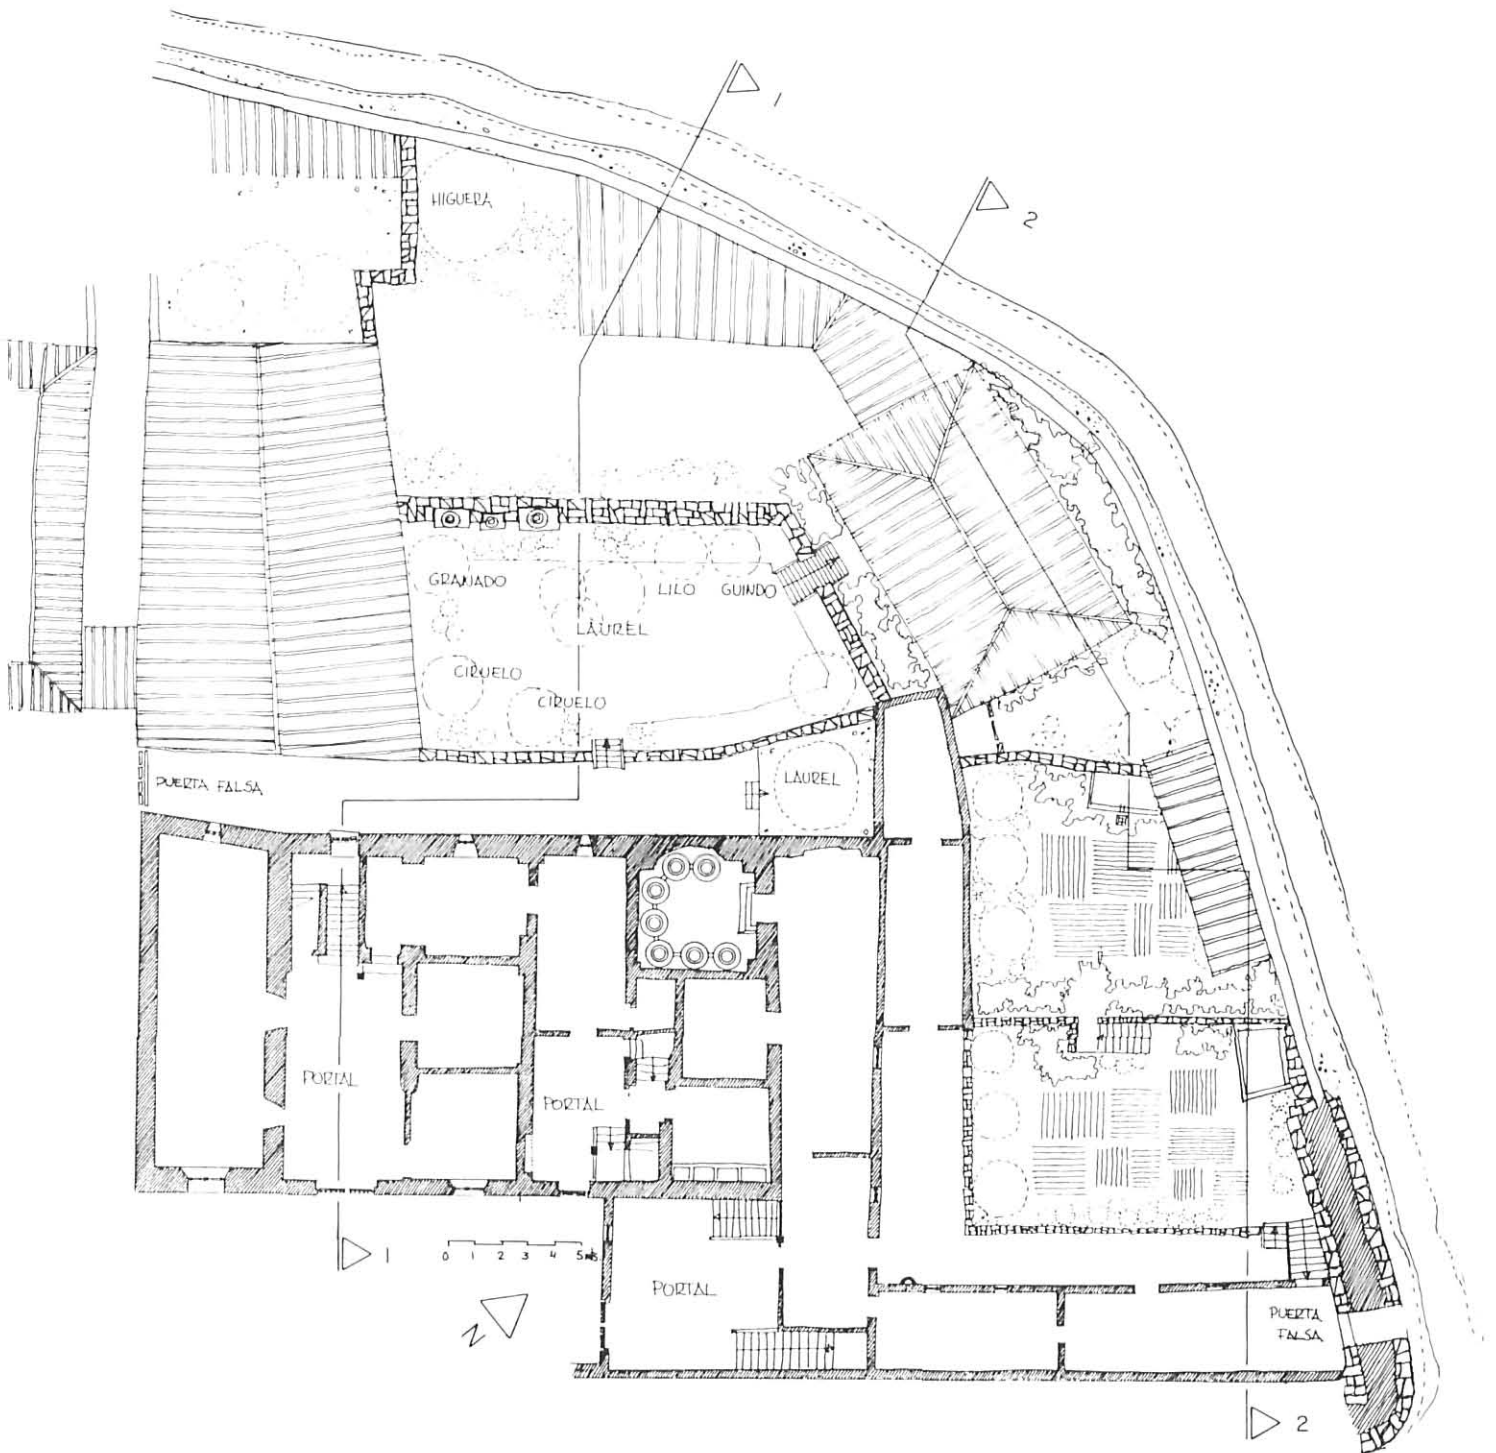 1
HIGUERA
2
GRANADO
LILO
GUINDO
LAUREL
CIRUELO
CIRUELO
PUERTA FALSA
LAUREL
PORTAL
PORTAL
1
0 1 2 3 4 5 ms.
PORTAL
N
PUERTA
FALSA
2